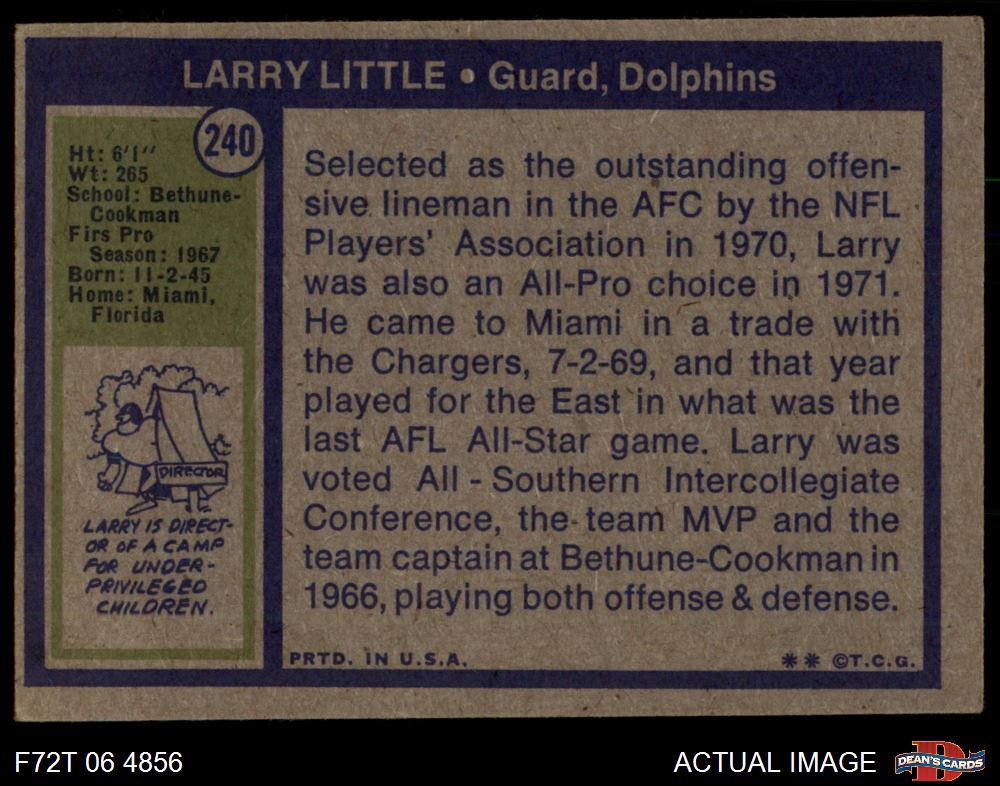 LARRY LITTLE • Guard, Dolphins
240
Ht: 6'1"
Wt: 265
School: Bethune-
Cookman
Firs Pro
Season: 1967
Born: 11-2-45
Home: Miami,
Florida
DIRECTOR
LARRY IS DIRECT-
OR OF A CAMP
FOR UNDER-
PRIVILEGED
CHILDREN.
Selected as the outstanding offen-
sive lineman in the AFC by the NFL
Players' Association in 1970, Larry
was also an All-Pro choice in 1971.
He came to Miami in a trade with
the Chargers, 7-2-69, and that year
played for the East in what was the
last AFL All-Star game. Larry was
voted All - Southern Intercollegiate
Conference, the team MVP and the
team captain at Bethune-Cookman in
1966, playing both offense & defense.
PRTD. IN U.S.A.
** ©T.C.G.
F72T 06 4856
ACTUAL IMAGE
D
DEAN'S CARDS